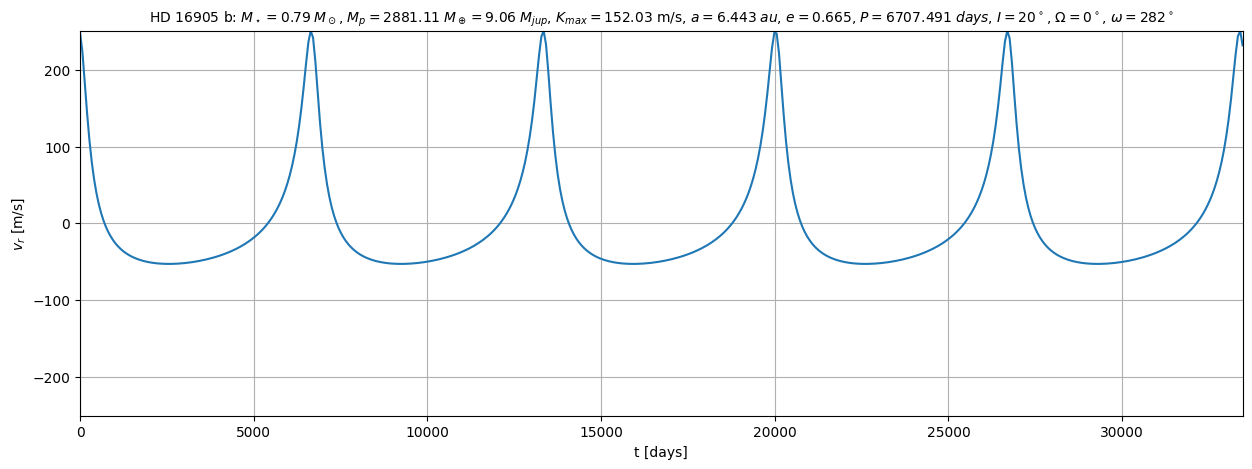 HD 16905 b: M⋆ = 0.79 M⊙, Mₚ = 2881.11 M⊕ = 9.06 Mⱼᵤₚ, Kₘₐₓ = 152.03 m/s, a = 6.443 au, e = 0.665, P = 6707.491 days, I = 20°, Ω = 0°, ω = 282°
200
100
0
−100
−200
vᵣ [m/s]
0 5000 10000 15000 20000 25000 30000
t [days]